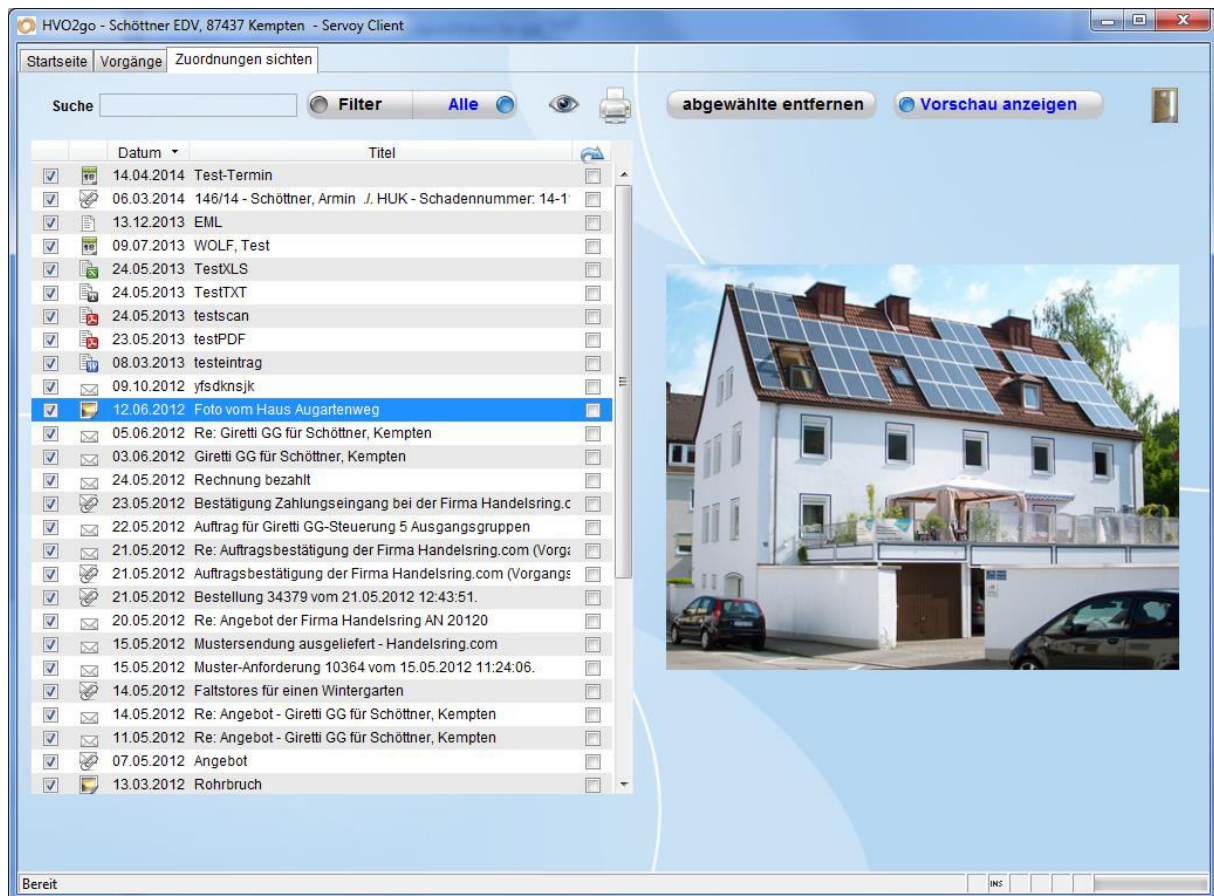 HVO2go - Schöttner EDV, 87437 Kempten - Servoy Client
Startseite Vorgänge Zuordnungen sichten
Suche Filter Alle abgewählte entfernen Vorschau anzeigen
Datum Titel
14.04.2014 Test-Termin
06.03.2014 146/14 - Schöttner, Armin ./. HUK - Schadennummer: 14-1
13.12.2013 EML
09.07.2013 WOLF, Test
24.05.2013 TestXLS
24.05.2013 TestTXT
24.05.2013 testscan
23.05.2013 testPDF
08.03.2013 testeintrag
09.10.2012 yfsdknsjk
12.06.2012 Foto vom Haus Augartenweg
05.06.2012 Re: Giretti GG für Schöttner, Kempten
03.06.2012 Giretti GG für Schöttner, Kempten
24.05.2012 Rechnung bezahlt
23.05.2012 Bestätigung Zahlungseingang bei der Firma Handelsring.c
22.05.2012 Auftrag für Giretti GG-Steuerung 5 Ausgangsgruppen
21.05.2012 Re: Auftragsbestätigung der Firma Handelsring.com (Vorga
21.05.2012 Auftragsbestätigung der Firma Handelsring.com (Vorgangs
21.05.2012 Bestellung 34379 vom 21.05.2012 12:43:51.
20.05.2012 Re: Angebot der Firma Handelsring AN 20120
15.05.2012 Mustersendung ausgeliefert - Handelsring.com
15.05.2012 Muster-Anforderung 10364 vom 15.05.2012 11:24:06.
14.05.2012 Faltstores für einen Wintergarten
14.05.2012 Re: Angebot - Giretti GG für Schöttner, Kempten
11.05.2012 Re: Angebot - Giretti GG für Schöttner, Kempten
07.05.2012 Angebot
13.03.2012 Rohrbruch
Bereit INS